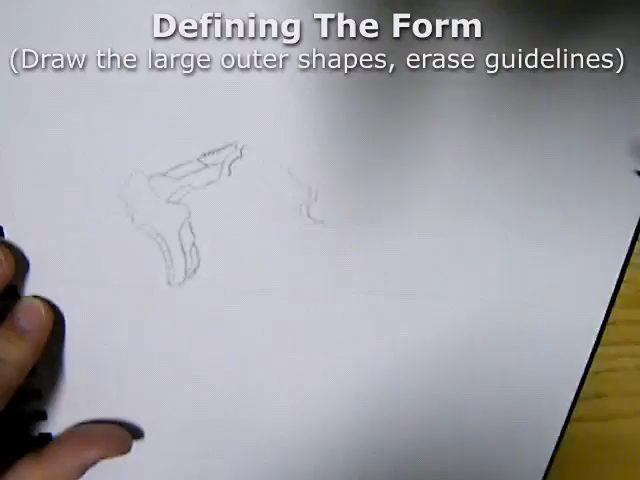 Defining The Form
(Draw the large outer shapes, erase guidelines)